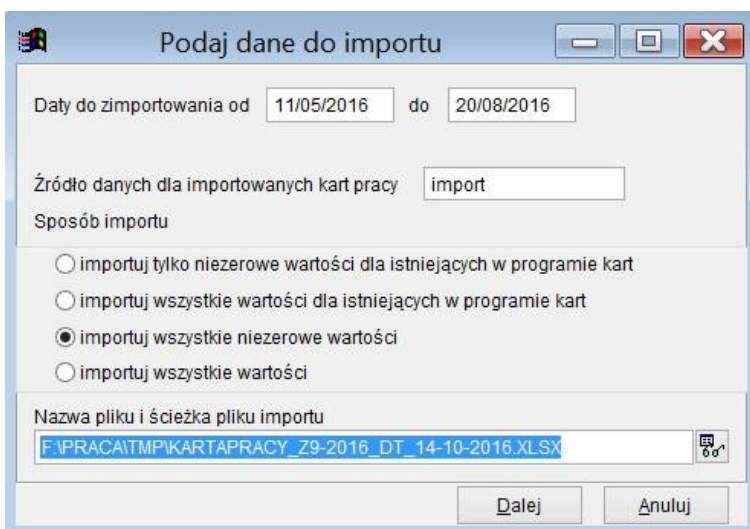 Podaj dane do importu
Daty do zimportowania od 11/05/2016 do 20/08/2016
Źródło danych dla importowanych kart pracy import
Sposób importu
importuj tylko niezerowe wartości dla istniejących w programie kart
importuj wszystkie wartości dla istniejących w programie kart
importuj wszystkie niezerowe wartości
importuj wszystkie wartości
Nazwa pliku i ścieżka pliku importu
F:\PRACA\TMP\KARTAPRACY_Z9-2016_DT_14-10-2016.XLSX
Dalej Anuluj